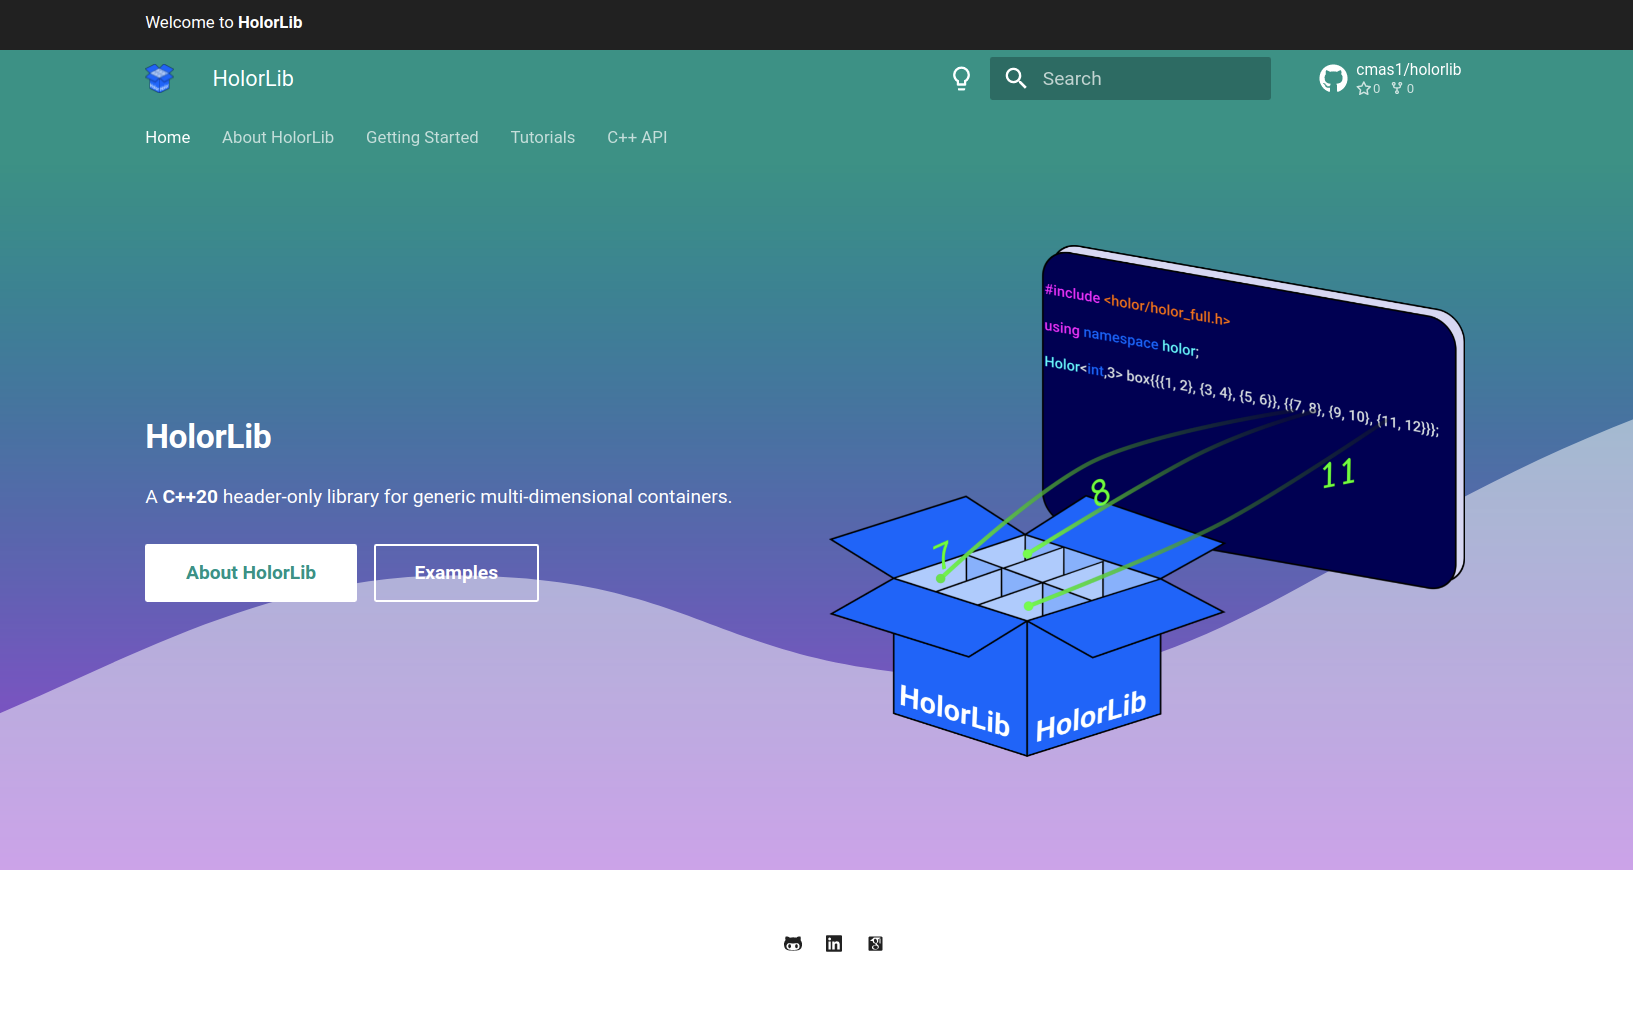 Welcome to HolorLib
HolorLib
Search
cmas1/holorlib
0 0
Home About HolorLib Getting Started Tutorials C++ API
#include <holor/holor_full.h>
using namespace holor;
Holor<int,3> box{{{1, 2}, {3, 4}, {5, 6}}, {{7, 8}, {9, 10}, {11, 12}}};
HolorLib
A C++20 header-only library for generic multi-dimensional containers.
7
8
11
About HolorLib Examples
HolorLib HolorLib